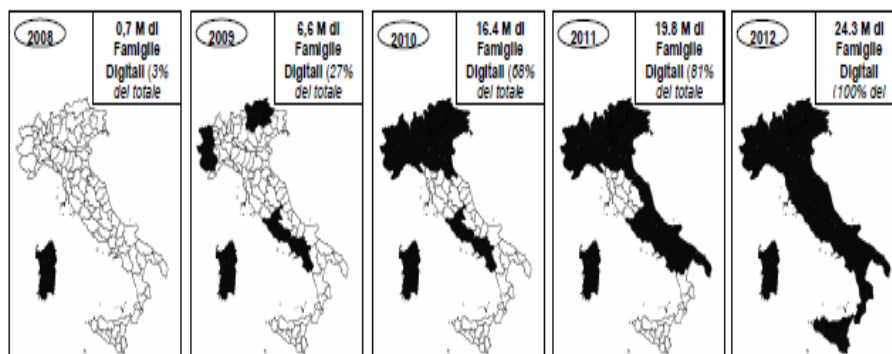 2008
0,7 M di
Famiglie
Digitali (3%
del totale
2009
6,6 M di
Famiglie
Digitali (27%
del totale
2010
16.4 M di
Famiglie
Digitali (68%
del totale
2011
19.8 M di
Famiglie
Digitali (81%
del totale
2012
24.3 M di
Famiglie
Digitali
(100% del